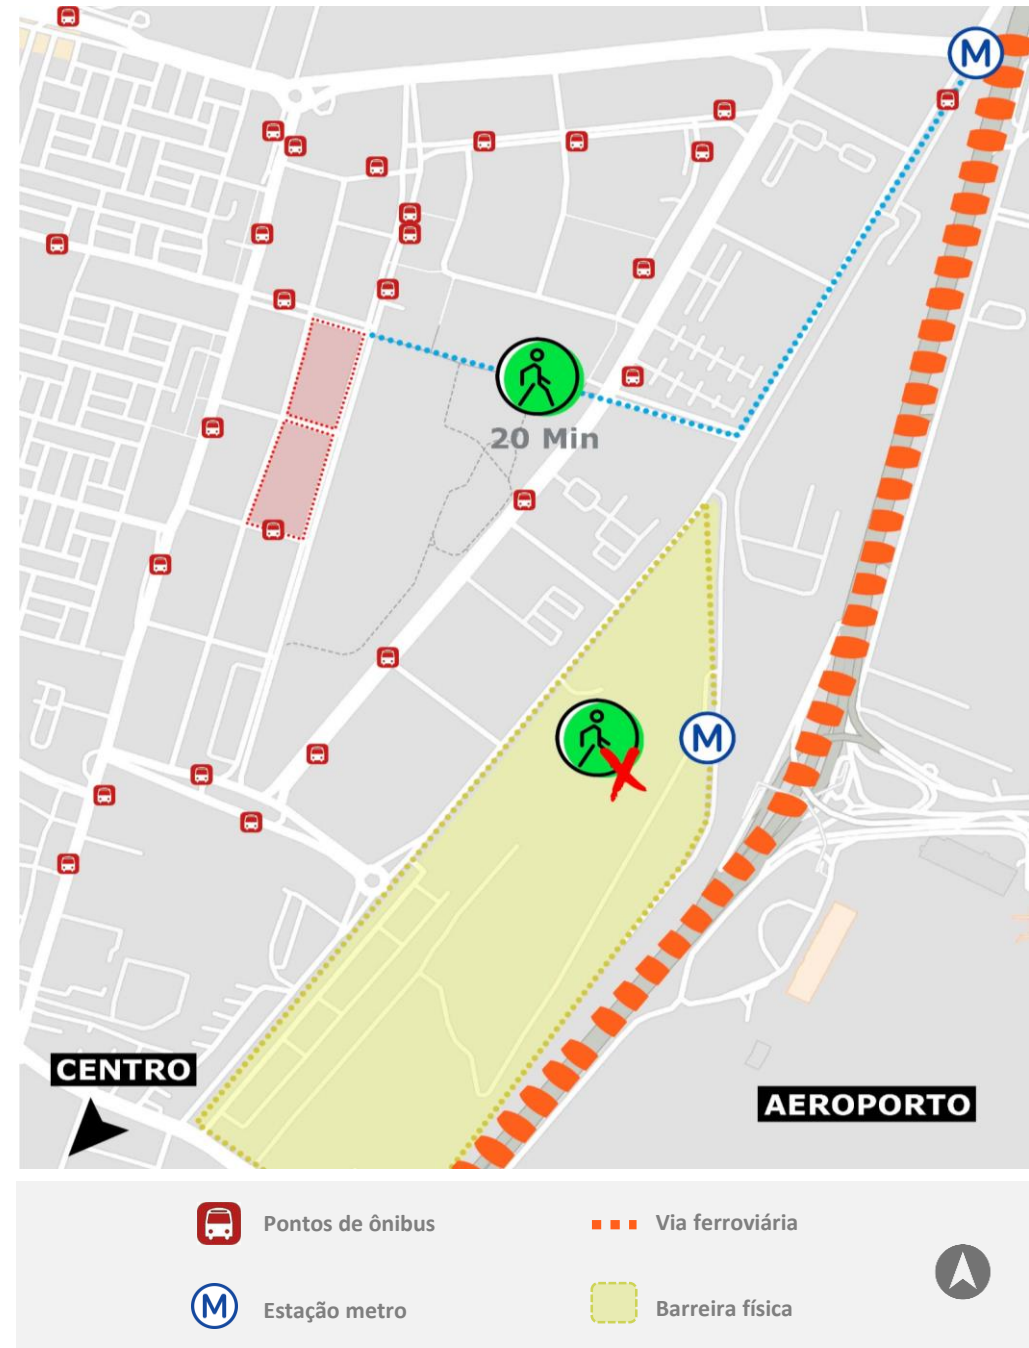 M
20 Min
M
CENTRO
AEROPORTO
Pontos de ônibus
Via ferroviária
M
Estação metro
Barreira física